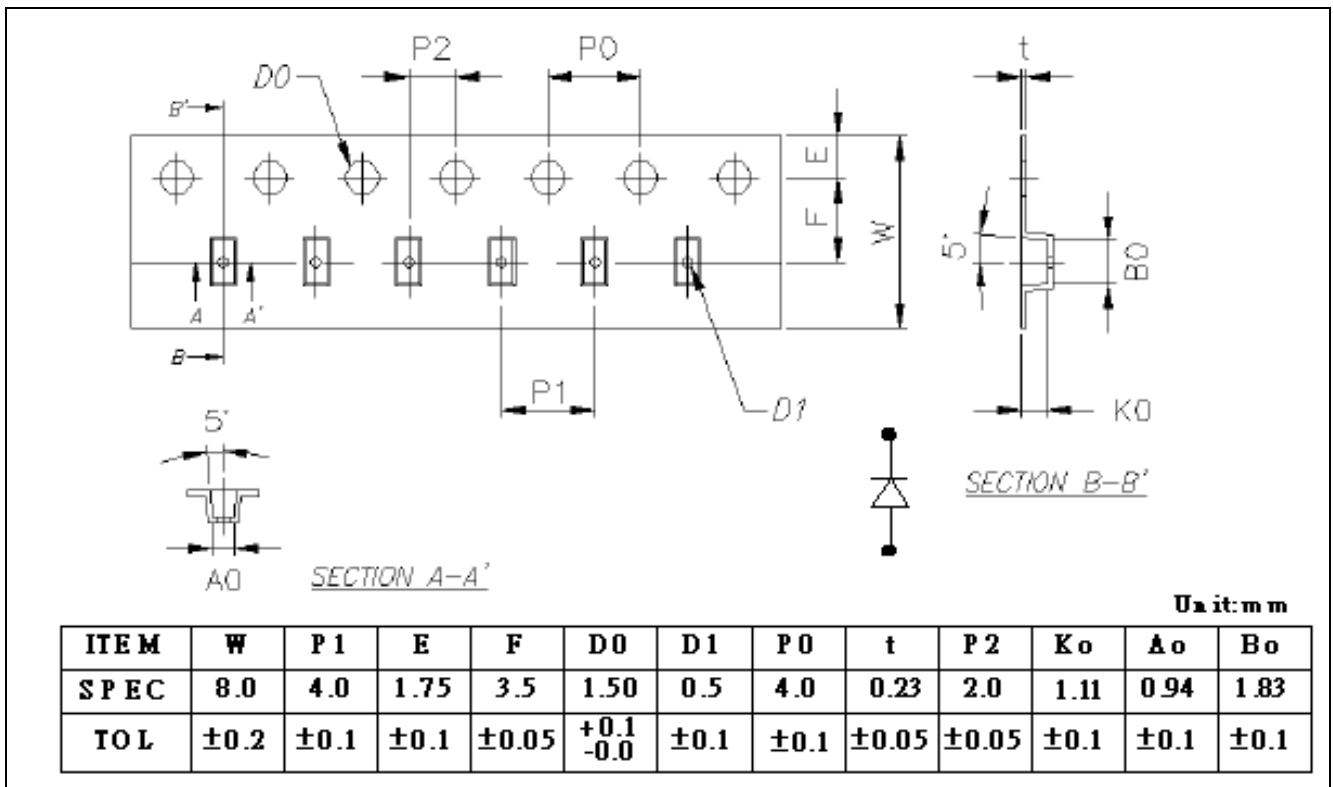 P2
P0
t
D0
B'
E
F
W
5'
B0
A
A'
B
P1
D1
K0
5'
SECTION B-B'
A0
SECTION A-A'
Unit:mm
ITEM W P1 E F D0 D1 P0 t P2 Ko Ao Bo
SPEC 8.0 4.0 1.75 3.5 1.50 0.5 4.0 0.23 2.0 1.11 0.94 1.83
TOL ±0.2 ±0.1 ±0.1 ±0.05 +0.1 -0.0 ±0.1 ±0.1 ±0.05 ±0.05 ±0.1 ±0.1 ±0.1